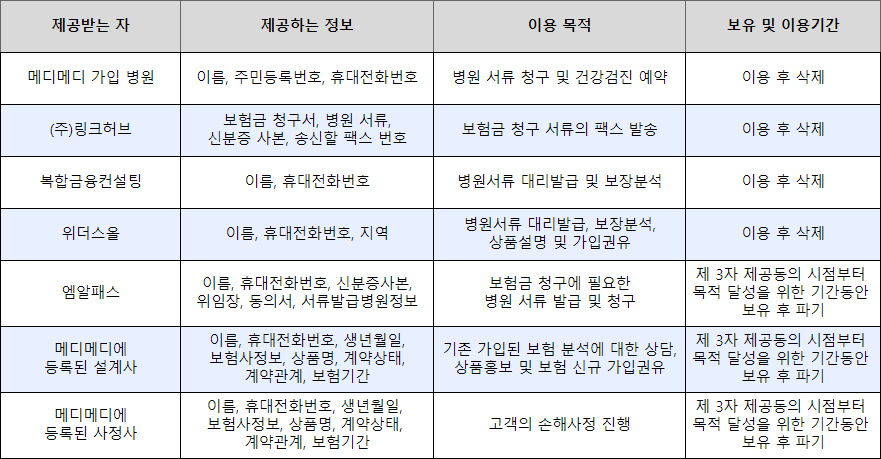 제공받는 자
제공하는 정보
이용 목적
보유 및 이용기간
메디메디 가입 병원
이름, 주민등록번호, 휴대전화번호
병원 서류 청구 및 건강검진 예약
이용 후 삭제
(주)링크허브
보험금 청구서, 병원 서류,
신분증 사본, 송신할 팩스 번호
보험금 청구 서류의 팩스 발송
이용 후 삭제
복합금융컨설팅
이름, 휴대전화번호
병원서류 대리발급 및 보장분석
이용 후 삭제
위더스올
이름, 휴대전화번호, 지역
병원서류 대리발급, 보장분석,
상품설명 및 가입권유
이용 후 삭제
엠알패스
이름, 휴대전화번호, 신분증사본,
위임장, 동의서, 서류발급병원정보
보험금 청구에 필요한
병원 서류 발급 및 청구
제 3자 제공동의 시점부터
목적 달성을 위한 기간동안
보유 후 파기
메디메디에
등록된 설계사
이름, 휴대전화번호, 생년월일,
보험사정보, 상품명, 계약상태,
계약관계, 보험기간
기존 가입된 보험 분석에 대한 상담,
상품홍보 및 보험 신규 가입권유
제 3자 제공동의 시점부터
목적 달성을 위한 기간동안
보유 후 파기
메디메디에
등록된 사정사
이름, 휴대전화번호, 생년월일,
보험사정보, 상품명, 계약상태,
계약관계, 보험기간
고객의 손해사정 진행
제 3자 제공동의 시점부터
목적 달성을 위한 기간동안
보유 후 파기